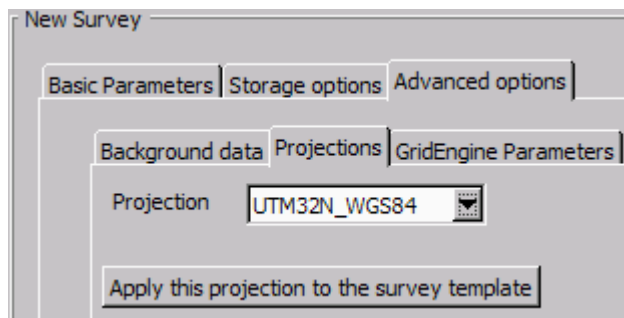 New Survey
Basic Parameters Storage options Advanced options
Background data Projections GridEngine Parameters
Projection UTM32N_WGS84
Apply this projection to the survey template